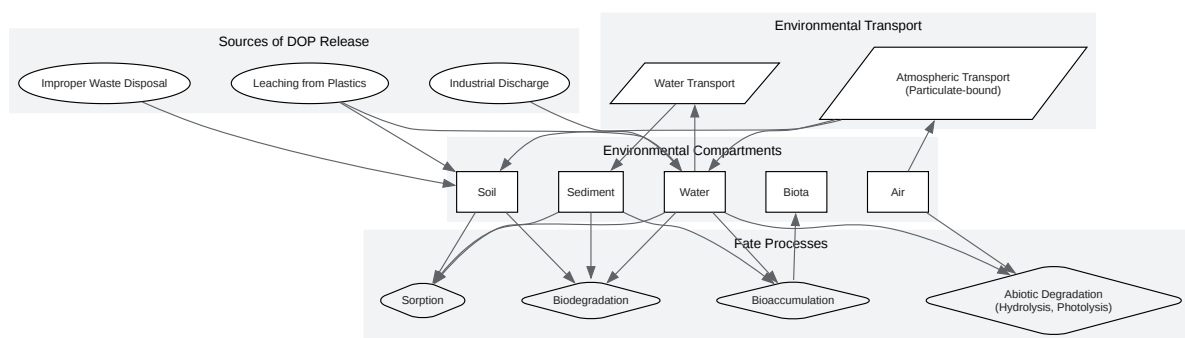 Environmental Transport
Sources of DOP Release
Improper Waste Disposal
Leaching from Plastics
Industrial Discharge
Water Transport
Atmospheric Transport
(Particulate-bound)
Environmental Compartments
Soil
Sediment
Water
Biota
Air
Fate Processes
Sorption
Biodegradation
Bioaccumulation
Abiotic Degradation
(Hydrolysis, Photolysis)